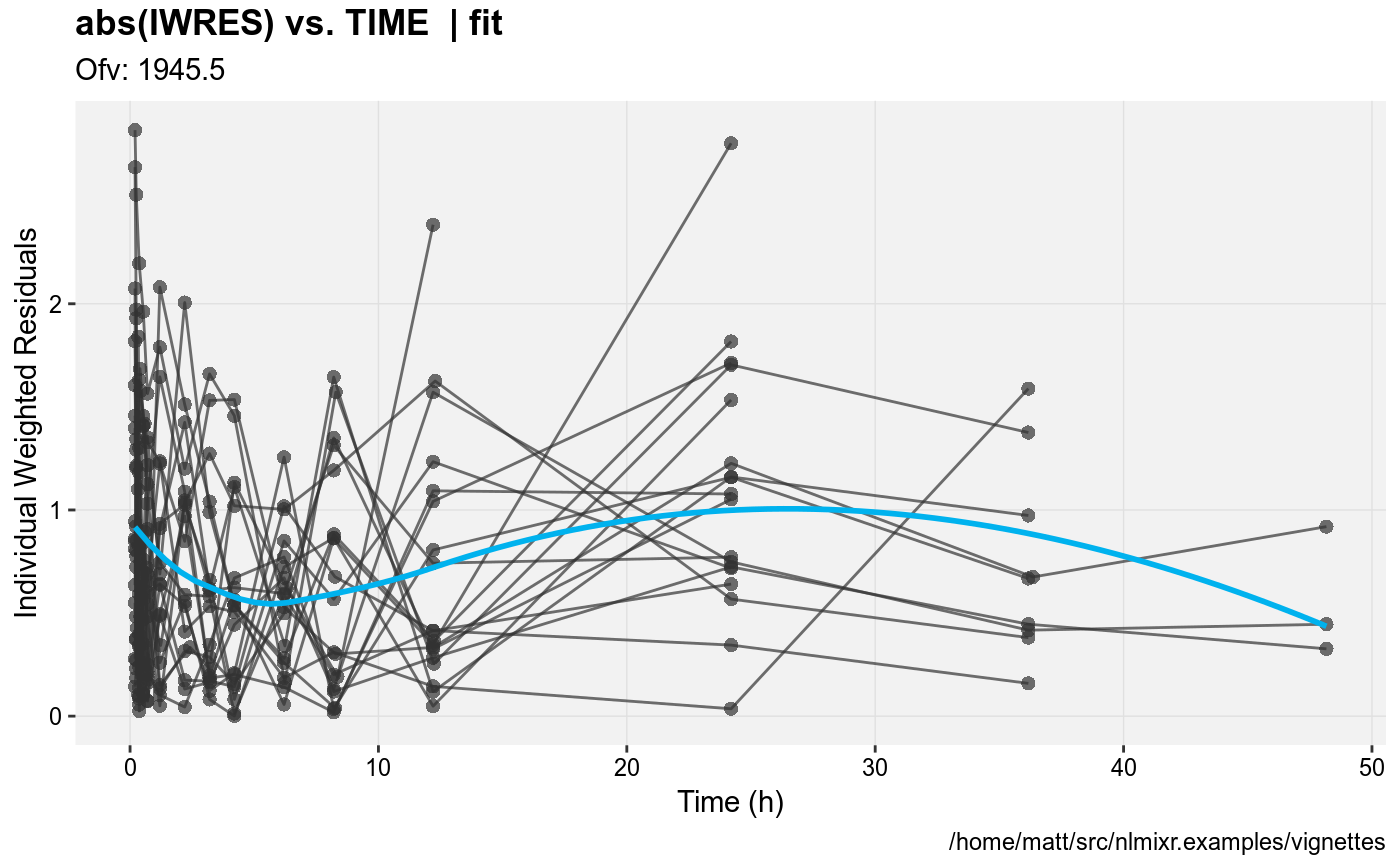 abs(IWRES) vs. TIME | fit
Ofv: 1945.5
Individual Weighted Residuals
2
1
0
0 10 20 30 40 50
Time (h)
/home/matt/src/nlmixr.examples/vignettes